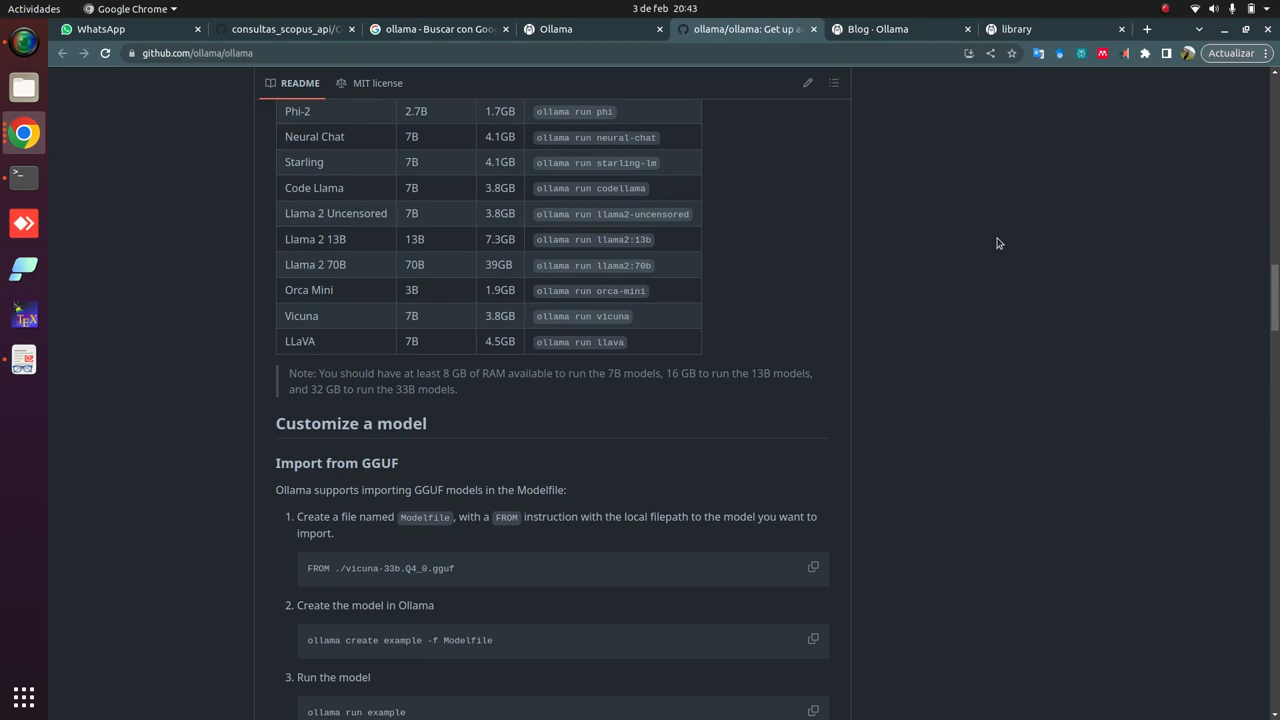 Actividades
Google Chrome
3 de feb 20:43
WhatsApp
consultas_scopus_api/C
ollama - Buscar con Goo
Ollama
ollama/ollama: Get up a
Blog · Ollama
library
github.com/ollama/ollama
Actualizar
README
MIT license
Phi-2 2.7B 1.7GB ollama run phi
Neural Chat 7B 4.1GB ollama run neural-chat
Starling 7B 4.1GB ollama run starling-lm
Code Llama 7B 3.8GB ollama run codellama
Llama 2 Uncensored 7B 3.8GB ollama run llama2-uncensored
Llama 2 13B 13B 7.3GB ollama run llama2:13b
Llama 2 70B 70B 39GB ollama run llama2:70b
Orca Mini 3B 1.9GB ollama run orca-mini
Vicuna 7B 3.8GB ollama run vicuna
LLaVA 7B 4.5GB ollama run llava
Note: You should have at least 8 GB of RAM available to run the 7B models, 16 GB to run the 13B models,
and 32 GB to run the 33B models.
Customize a model
Import from GGUF
Ollama supports importing GGUF models in the Modelfile:
1. Create a file named Modelfile, with a FROM instruction with the local filepath to the model you want to
import.
FROM ./vicuna-33b.Q4_0.gguf
2. Create the model in Ollama
ollama create example -f Modelfile
3. Run the model
ollama run example